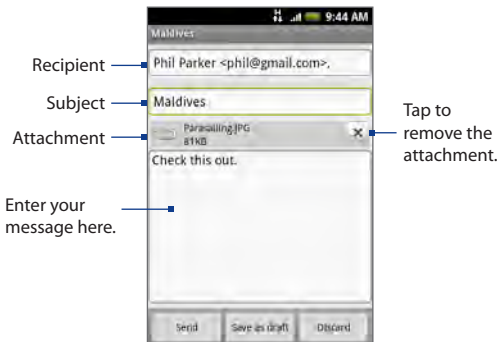 H 9:44 AM
Maldives
Recipient
Phil Parker <phil@gmail.com>,
Subject
Maldives
Attachment
Parasailing.JPG
81KB
Tap to
remove the
attachment.
Check this out.
Enter your
message here.
Send Save as draft Discard